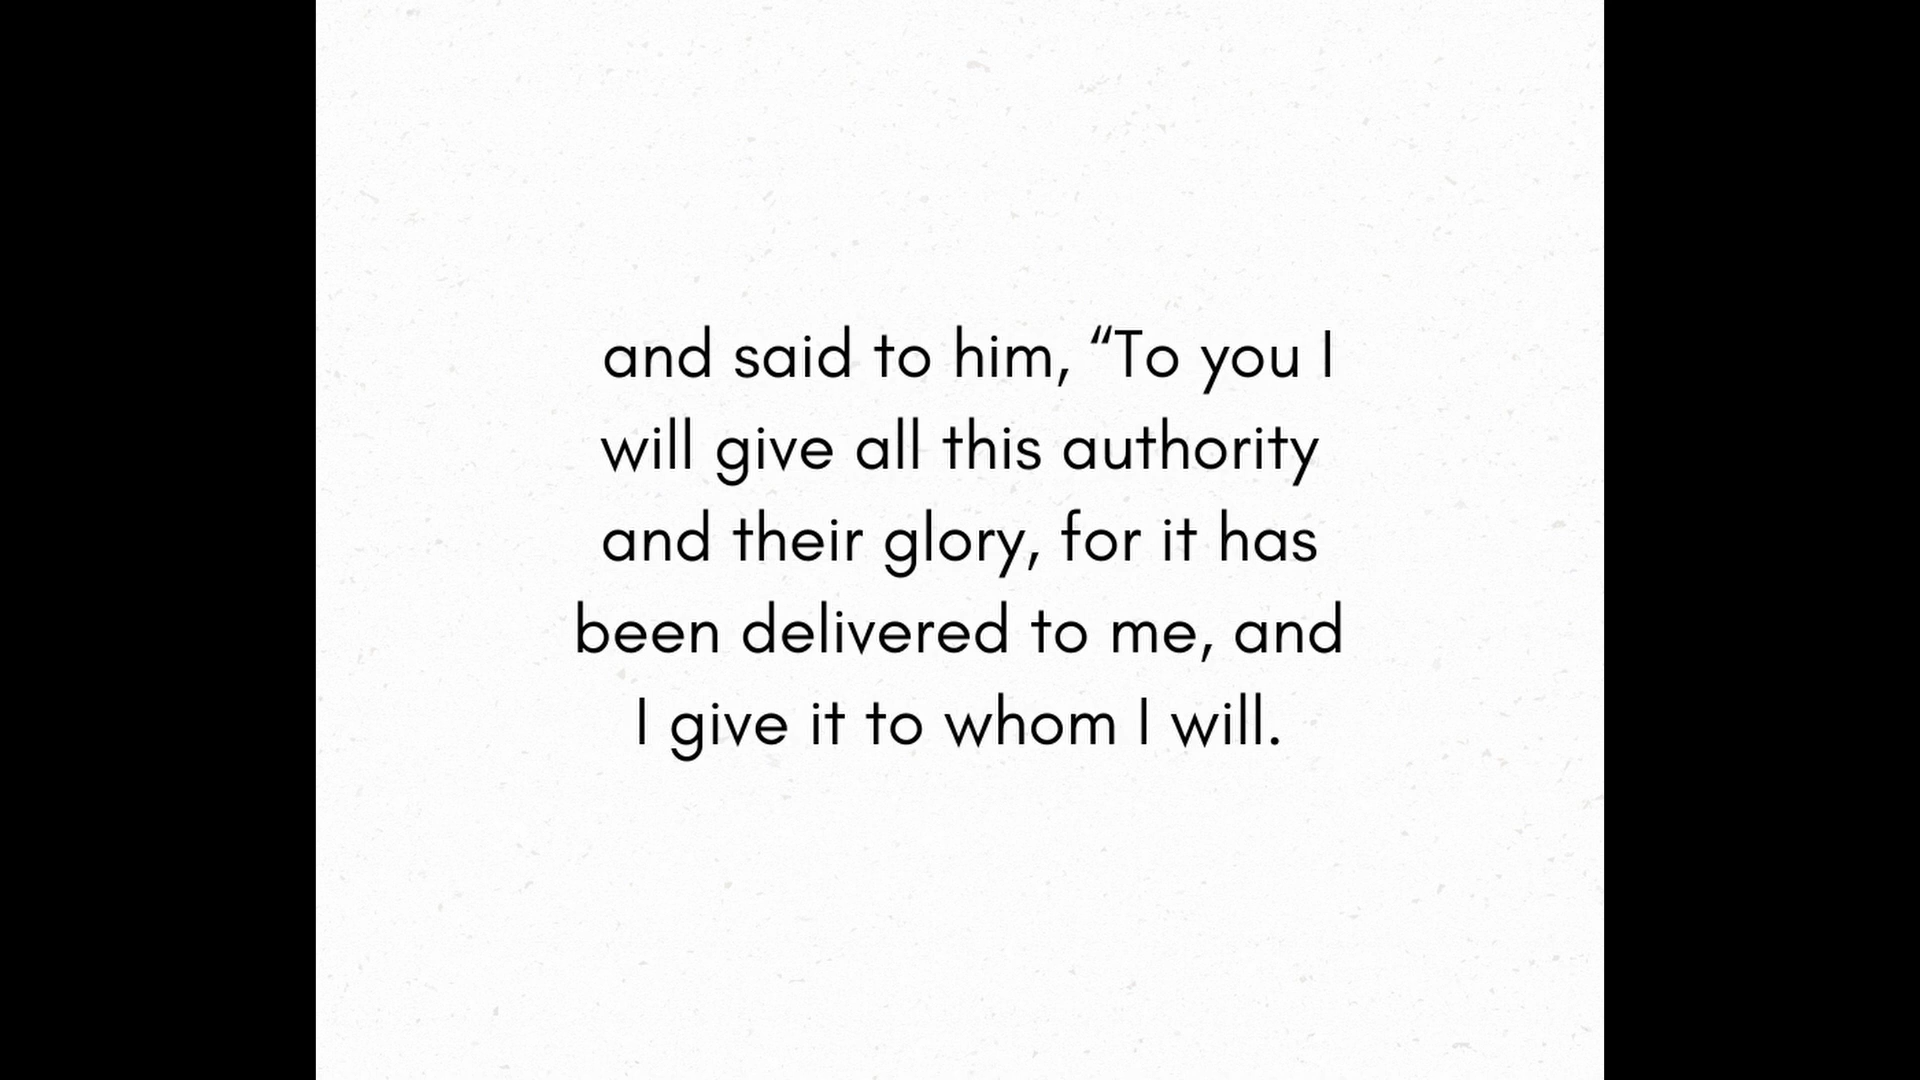 and said to him, “To you I
will give all this authority
and their glory, for it has
been delivered to me, and
I give it to whom I will.